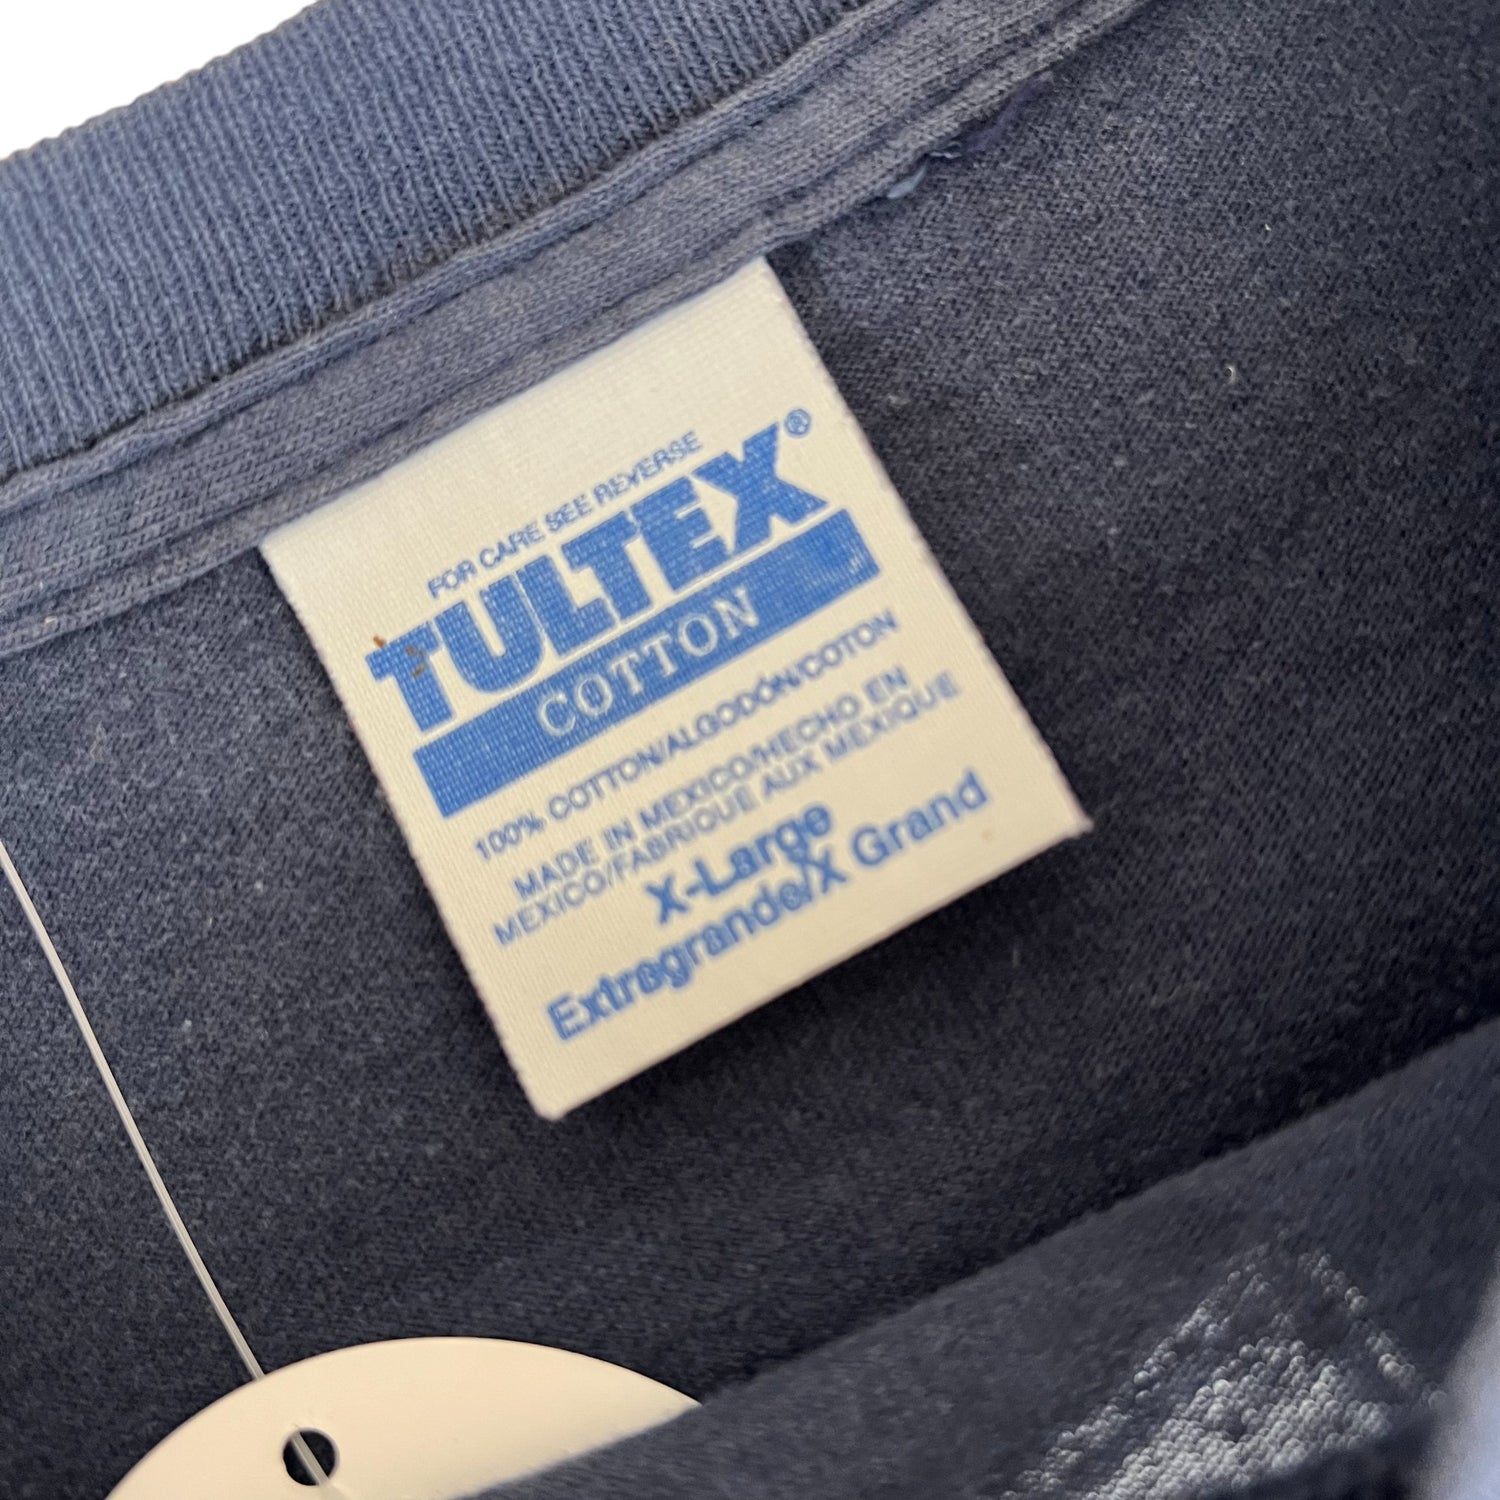 FOR CARE SEE REVERSE
TULTEX®
COTTON
100% COTTON/ALGODÓN/COTON
MADE IN MEXICO/HECHO EN
MEXICO/FABRIQUE AUX MEXIQUE
X-Large
Extragrande/X Grand